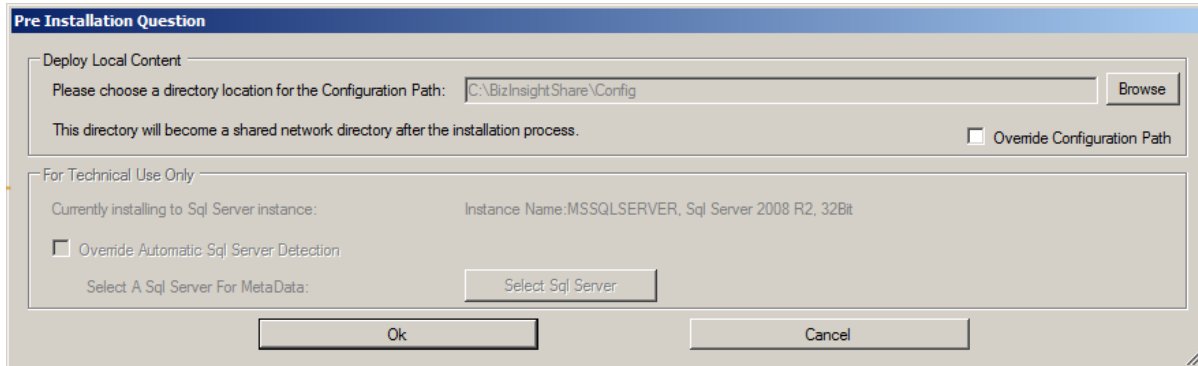 Pre Installation Question
Deploy Local Content
Please choose a directory location for the Configuration Path: C:\BizInsightShare\Config Browse
This directory will become a shared network directory after the installation process. Override Configuration Path
For Technical Use Only
Currently installing to Sql Server instance: Instance Name:MSSQLSERVER, Sql Server 2008 R2, 32Bit
Override Automatic Sql Server Detection
Select A Sql Server For MetaData: Select Sql Server
Ok Cancel